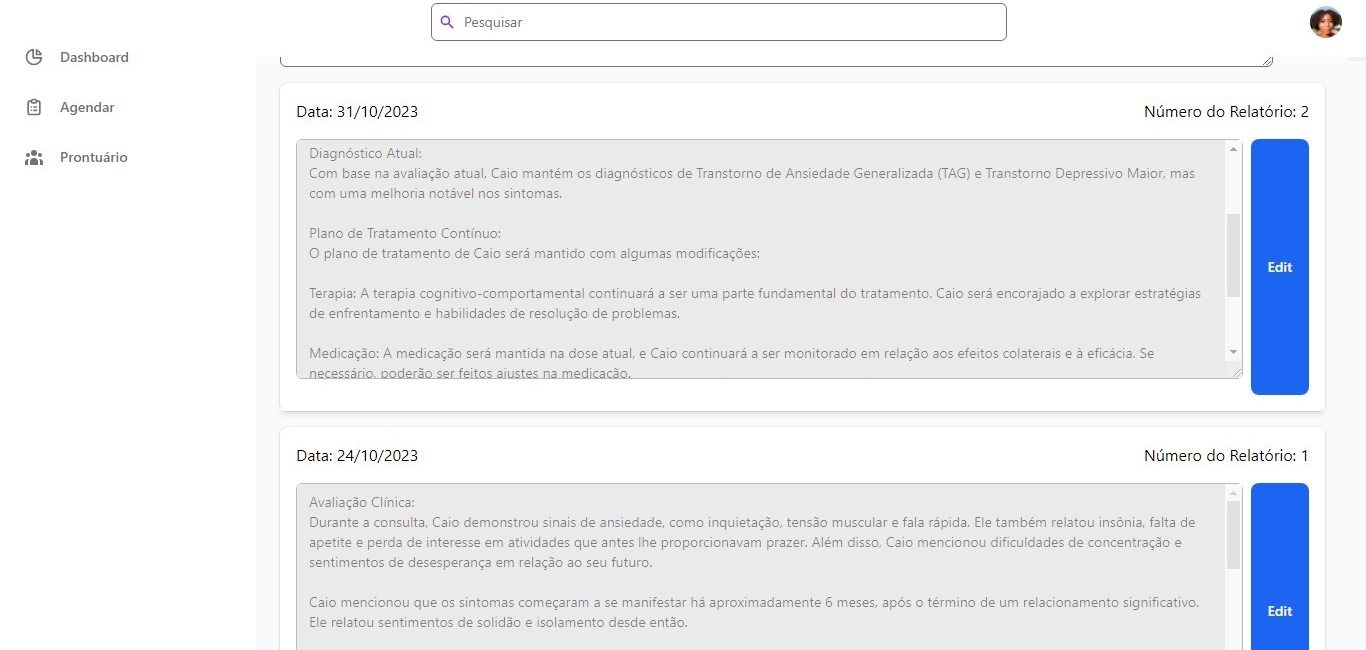 Pesquisar
Dashboard
Agendar
Prontuário
Data: 31/10/2023
Número do Relatório: 2
Diagnóstico Atual:
Com base na avaliação atual, Caio mantém os diagnósticos de Transtorno de Ansiedade Generalizada (TAG) e Transtorno Depressivo Maior, mas
com uma melhoria notável nos sintomas.
Plano de Tratamento Contínuo:
O plano de tratamento de Caio será mantido com algumas modificações:
Terapia: A terapia cognitivo-comportamental continuará a ser uma parte fundamental do tratamento. Caio será encorajado a explorar estratégias
de enfrentamento e habilidades de resolução de problemas.
Medicação: A medicação será mantida na dose atual, e Caio continuará a ser monitorado em relação aos efeitos colaterais e à eficácia. Se
necessário, poderão ser feitos ajustes na medicação.
Edit
Data: 24/10/2023
Número do Relatório: 1
Avaliação Clínica:
Durante a consulta, Caio demonstrou sinais de ansiedade, como inquietação, tensão muscular e fala rápida. Ele também relatou insônia, falta de
apetite e perda de interesse em atividades que antes lhe proporcionavam prazer. Além disso, Caio mencionou dificuldades de concentração e
sentimentos de desesperança em relação ao seu futuro.
Caio mencionou que os sintomas começaram a se manifestar há aproximadamente 6 meses, após o término de um relacionamento significativo.
Ele relatou sentimentos de solidão e isolamento desde então.
Edit